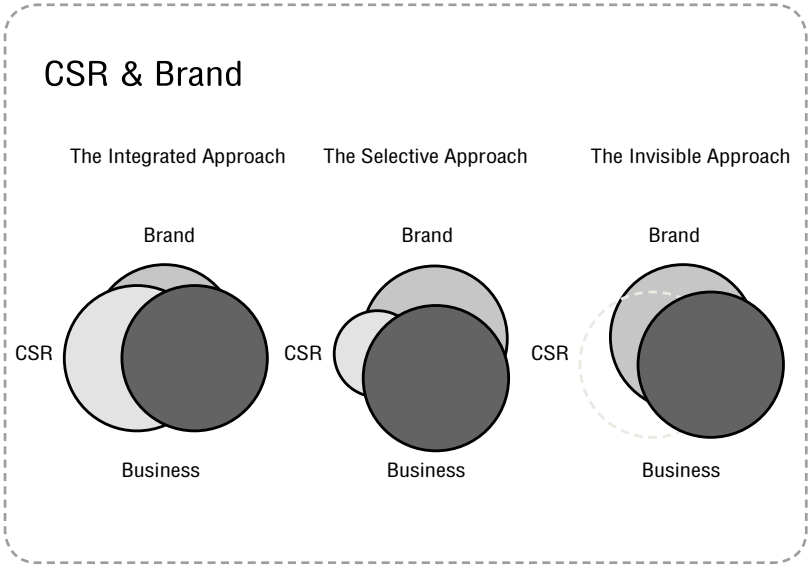 CSR & Brand
The Integrated Approach
The Selective Approach
The Invisible Approach
Brand
Brand
Brand
CSR
CSR
CSR
Business
Business
Business